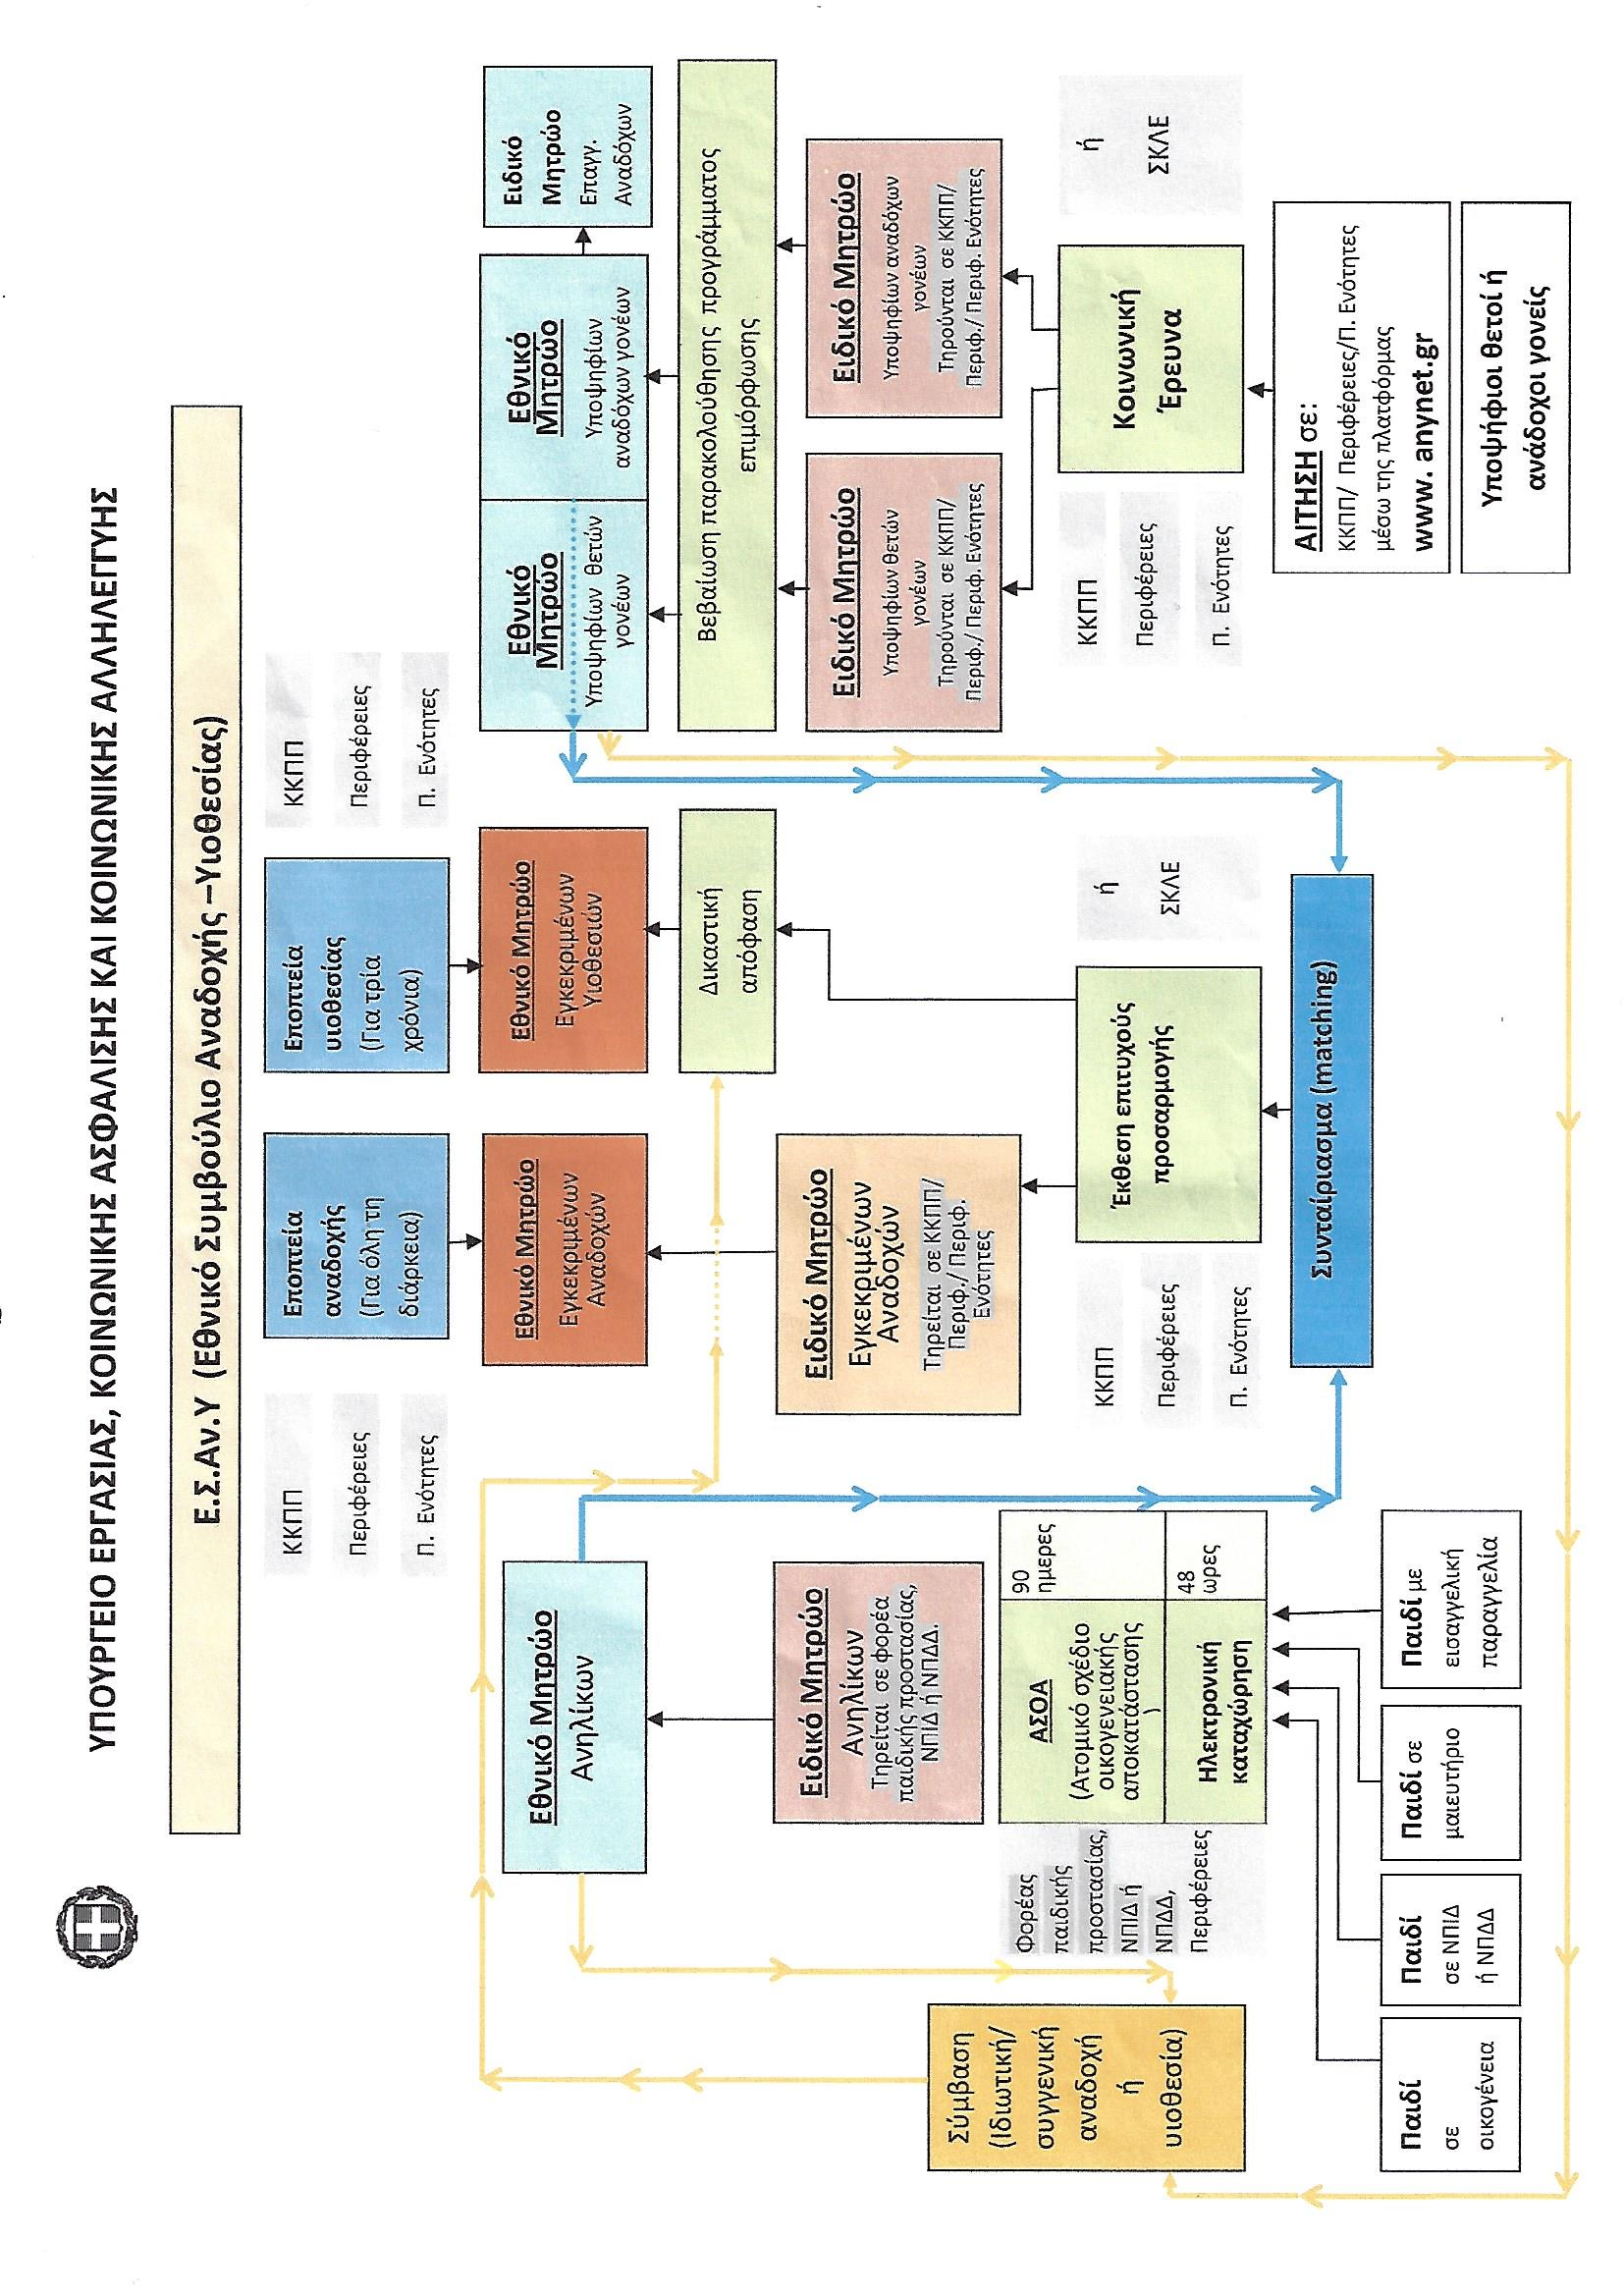 ΥΠΟΥΡΓΕΙΟ ΕΡΓΑΣΙΑΣ, ΚΟΙΝΩΝΙΚΗΣ ΑΣΦΑΛΙΣΗΣ ΚΑΙ ΚΟΙΝΩΝΙΚΗΣ ΑΛΛΗΛΕΓΓΥΗΣ
Ε.Σ.Αν.Υ (Εθνικό Συμβούλιο Αναδοχής –Υιοθεσίας)
ΚΚΠΠ
Περιφέρειες
Π. Ενότητες
Εποπτεία
αναδοχής
(Για όλη τη
διάρκεια)
Εποπτεία
υιοθεσίας
(Για τρία
χρόνια)
ΚΚΠΠ
Περιφέρειες
Π. Ενότητες
Εθνικό Μητρώο
Ανηλίκων
Εθνικό Μητρώο
Εγκεκριμένων
Αναδοχών
Εθνικό Μητρώο
Εγκεκριμένων
Υιοθεσιών
Εθνικό
Μητρώο
Υποψηφίων θετών
γονέων
Εθνικό
Μητρώο
Υποψηφίων
αναδόχων γονέων
Ειδικό
Μητρώο
Επαγγ.
Αναδόχων
Δικαστική
απόφαση
Βεβαίωση παρακολούθησης προγράμματος
επιμόρφωσης
Ειδικό Μητρώο
Ανηλίκων
Τηρείται σε φορέα
παιδικής προστασίας,
ΝΠΙΔ ή ΝΠΔΔ.
Ειδικό Μητρώο
Εγκεκριμένων
Αναδοχών
Τηρείται σε ΚΚΠΠ/
Περιφ./ Περιφ.
Ενότητες
Ειδικό Μητρώο
Υποψηφίων θετών
γονέων
Τηρούνται σε ΚΚΠΠ/
Περιφ./ Περιφ. Ενότητες
Ειδικό Μητρώο
Υποψηφίων αναδόχων
γονέων
Τηρούνται σε ΚΚΠΠ/
Περιφ./ Περιφ. Ενότητες
Σύμβαση
(Ιδιωτική/
συγγενική
αναδοχή
ή
υιοθεσία)
Φορέας
παιδικής
προστασίας,
ΝΠΙΔ ή
ΝΠΔΔ,
Περιφέρειες
ΑΣΟΑ
(Ατομικό σχέδιο
οικογενειακής
αποκατάστασης
)
90
ημερες
Ηλεκτρονική
καταχώρηση
48
ωρες
ΚΚΠΠ
Περιφέρειες
Π. Ενότητες
Έκθεση επιτυχούς
προσαρμογής
ή
ΣΚΛΕ
ΚΚΠΠ
Περιφέρειες
Π. Ενότητες
Κοινωνική
Έρευνα
ή
ΣΚΛΕ
Συνταίριασμα (matching)
ΑΙΤΗΣΗ σε:
ΚΚΠΠ/ Περιφέρειες/Π. Ενότητες
μέσω της πλατφόρμας
www. anynet.gr
Παιδί
σε
οικογένεια
Παιδί
σε ΝΠΙΔ
ή ΝΠΔΔ
Παιδί σε
μαιευτήριο
Παιδί με
εισαγγελική
παραγγελία
Υποψήφιοι θετοί ή
ανάδοχοι γονείς